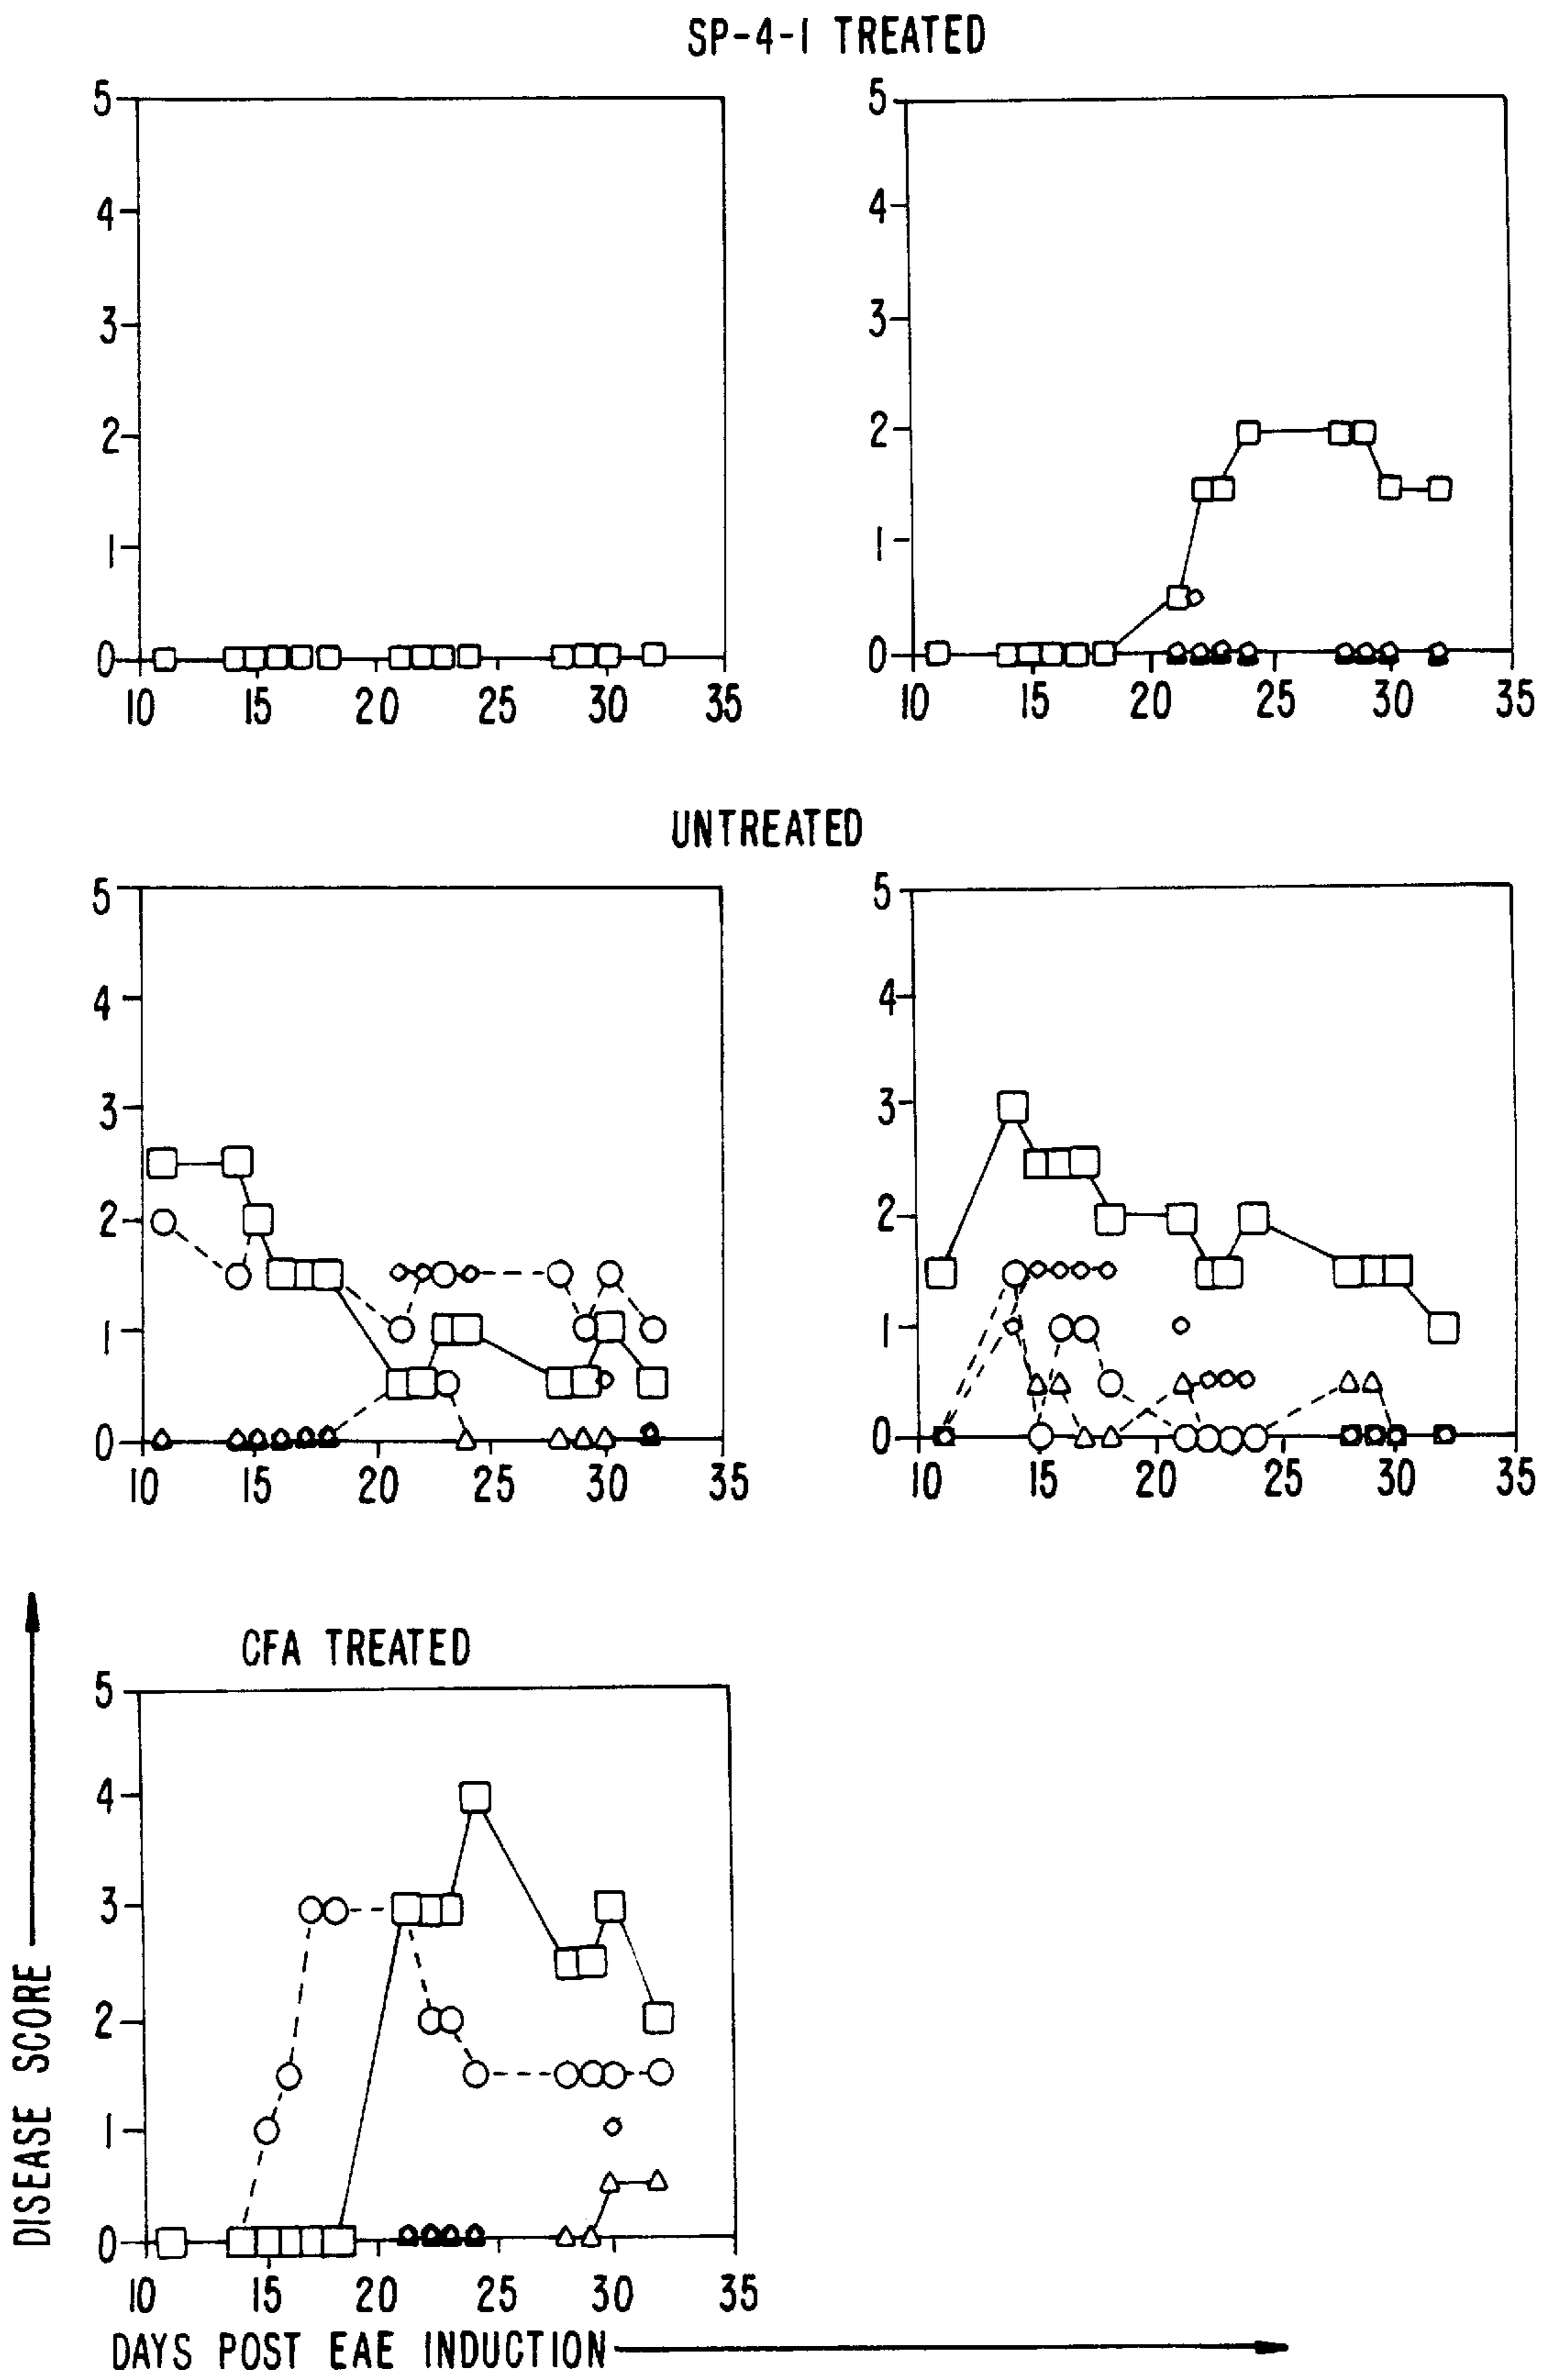 SP-4-1 TREATED
5 5
4 4
3 3
2 2
1 1
0 0
10 15 20 25 30 35 10 15 20 25 30 35
UNTREATED
5 5
4 4
3 3
2 2
1 1
0 0
10 15 20 25 30 35 10 15 20 25 30 35
CFA TREATED
5
4
3
2
1
0
10 15 20 25 30 35
DISEASE SCORE
DAYS POST EAE INDUCTION